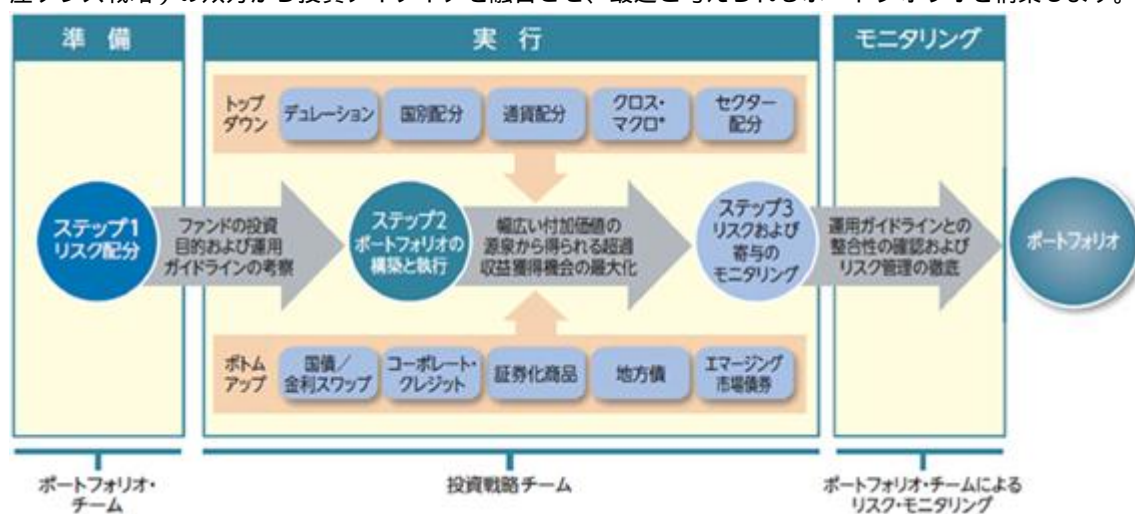 準 備
実 行
モニタリング
トップ
ダウン
デュレーション
国別配分
通貨配分
クロス・
マクロ*
セクター
配分
ステップ1
リスク配分
ファンドの投資
目的および運用
ガイドラインの考察
ステップ2
ポートフォリオの
構築と執行
幅広い付加価値の
源泉から得られる超過
収益獲得機会の最大化
ステップ3
リスクおよび
寄与の
モニタリング
運用ガイドラインとの
整合性の確認および
リスク管理の徹底
ポートフォリオ
ボトム
アップ
国債/
金利スワップ
コーポレート・
クレジット
証券化商品
地方債
エマージング
市場債券
ポートフォリオ・
チーム
投資戦略チーム
ポートフォリオ・チームによる
リスク・モニタリング